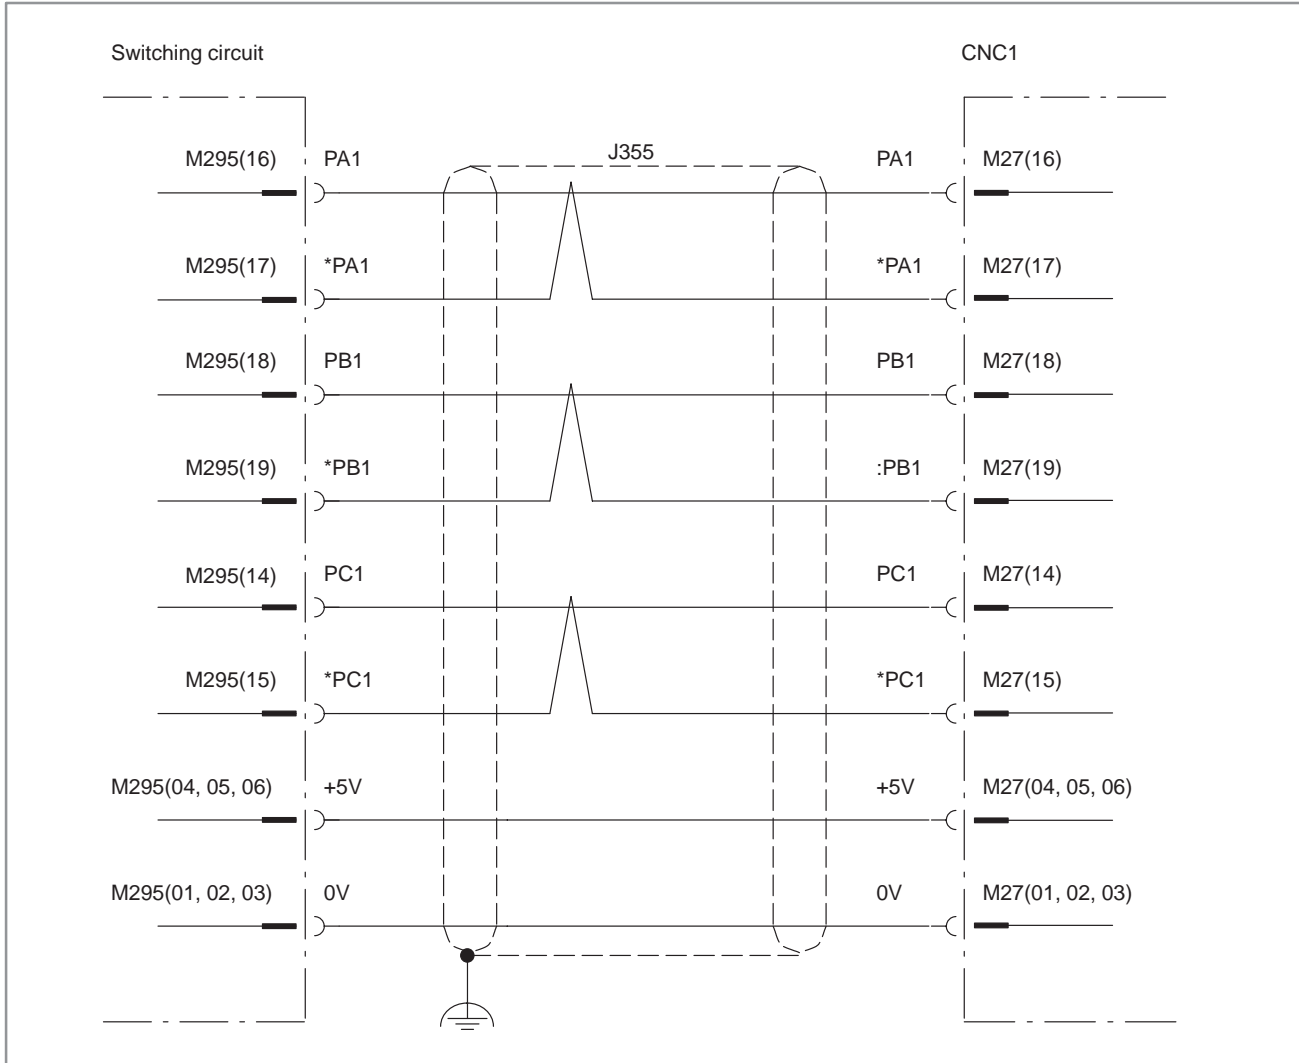 Switching circuit CNC1
J355
M295(16) PA1 PA1 M27(16)
M295(17) *PA1 *PA1 M27(17)
M295(18) PB1 PB1 M27(18)
M295(19) *PB1 :PB1 M27(19)
M295(14) PC1 PC1 M27(14)
M295(15) *PC1 *PC1 M27(15)
M295(04, 05, 06) +5V +5V M27(04, 05, 06)
M295(01, 02, 03) 0V 0V M27(01, 02, 03)